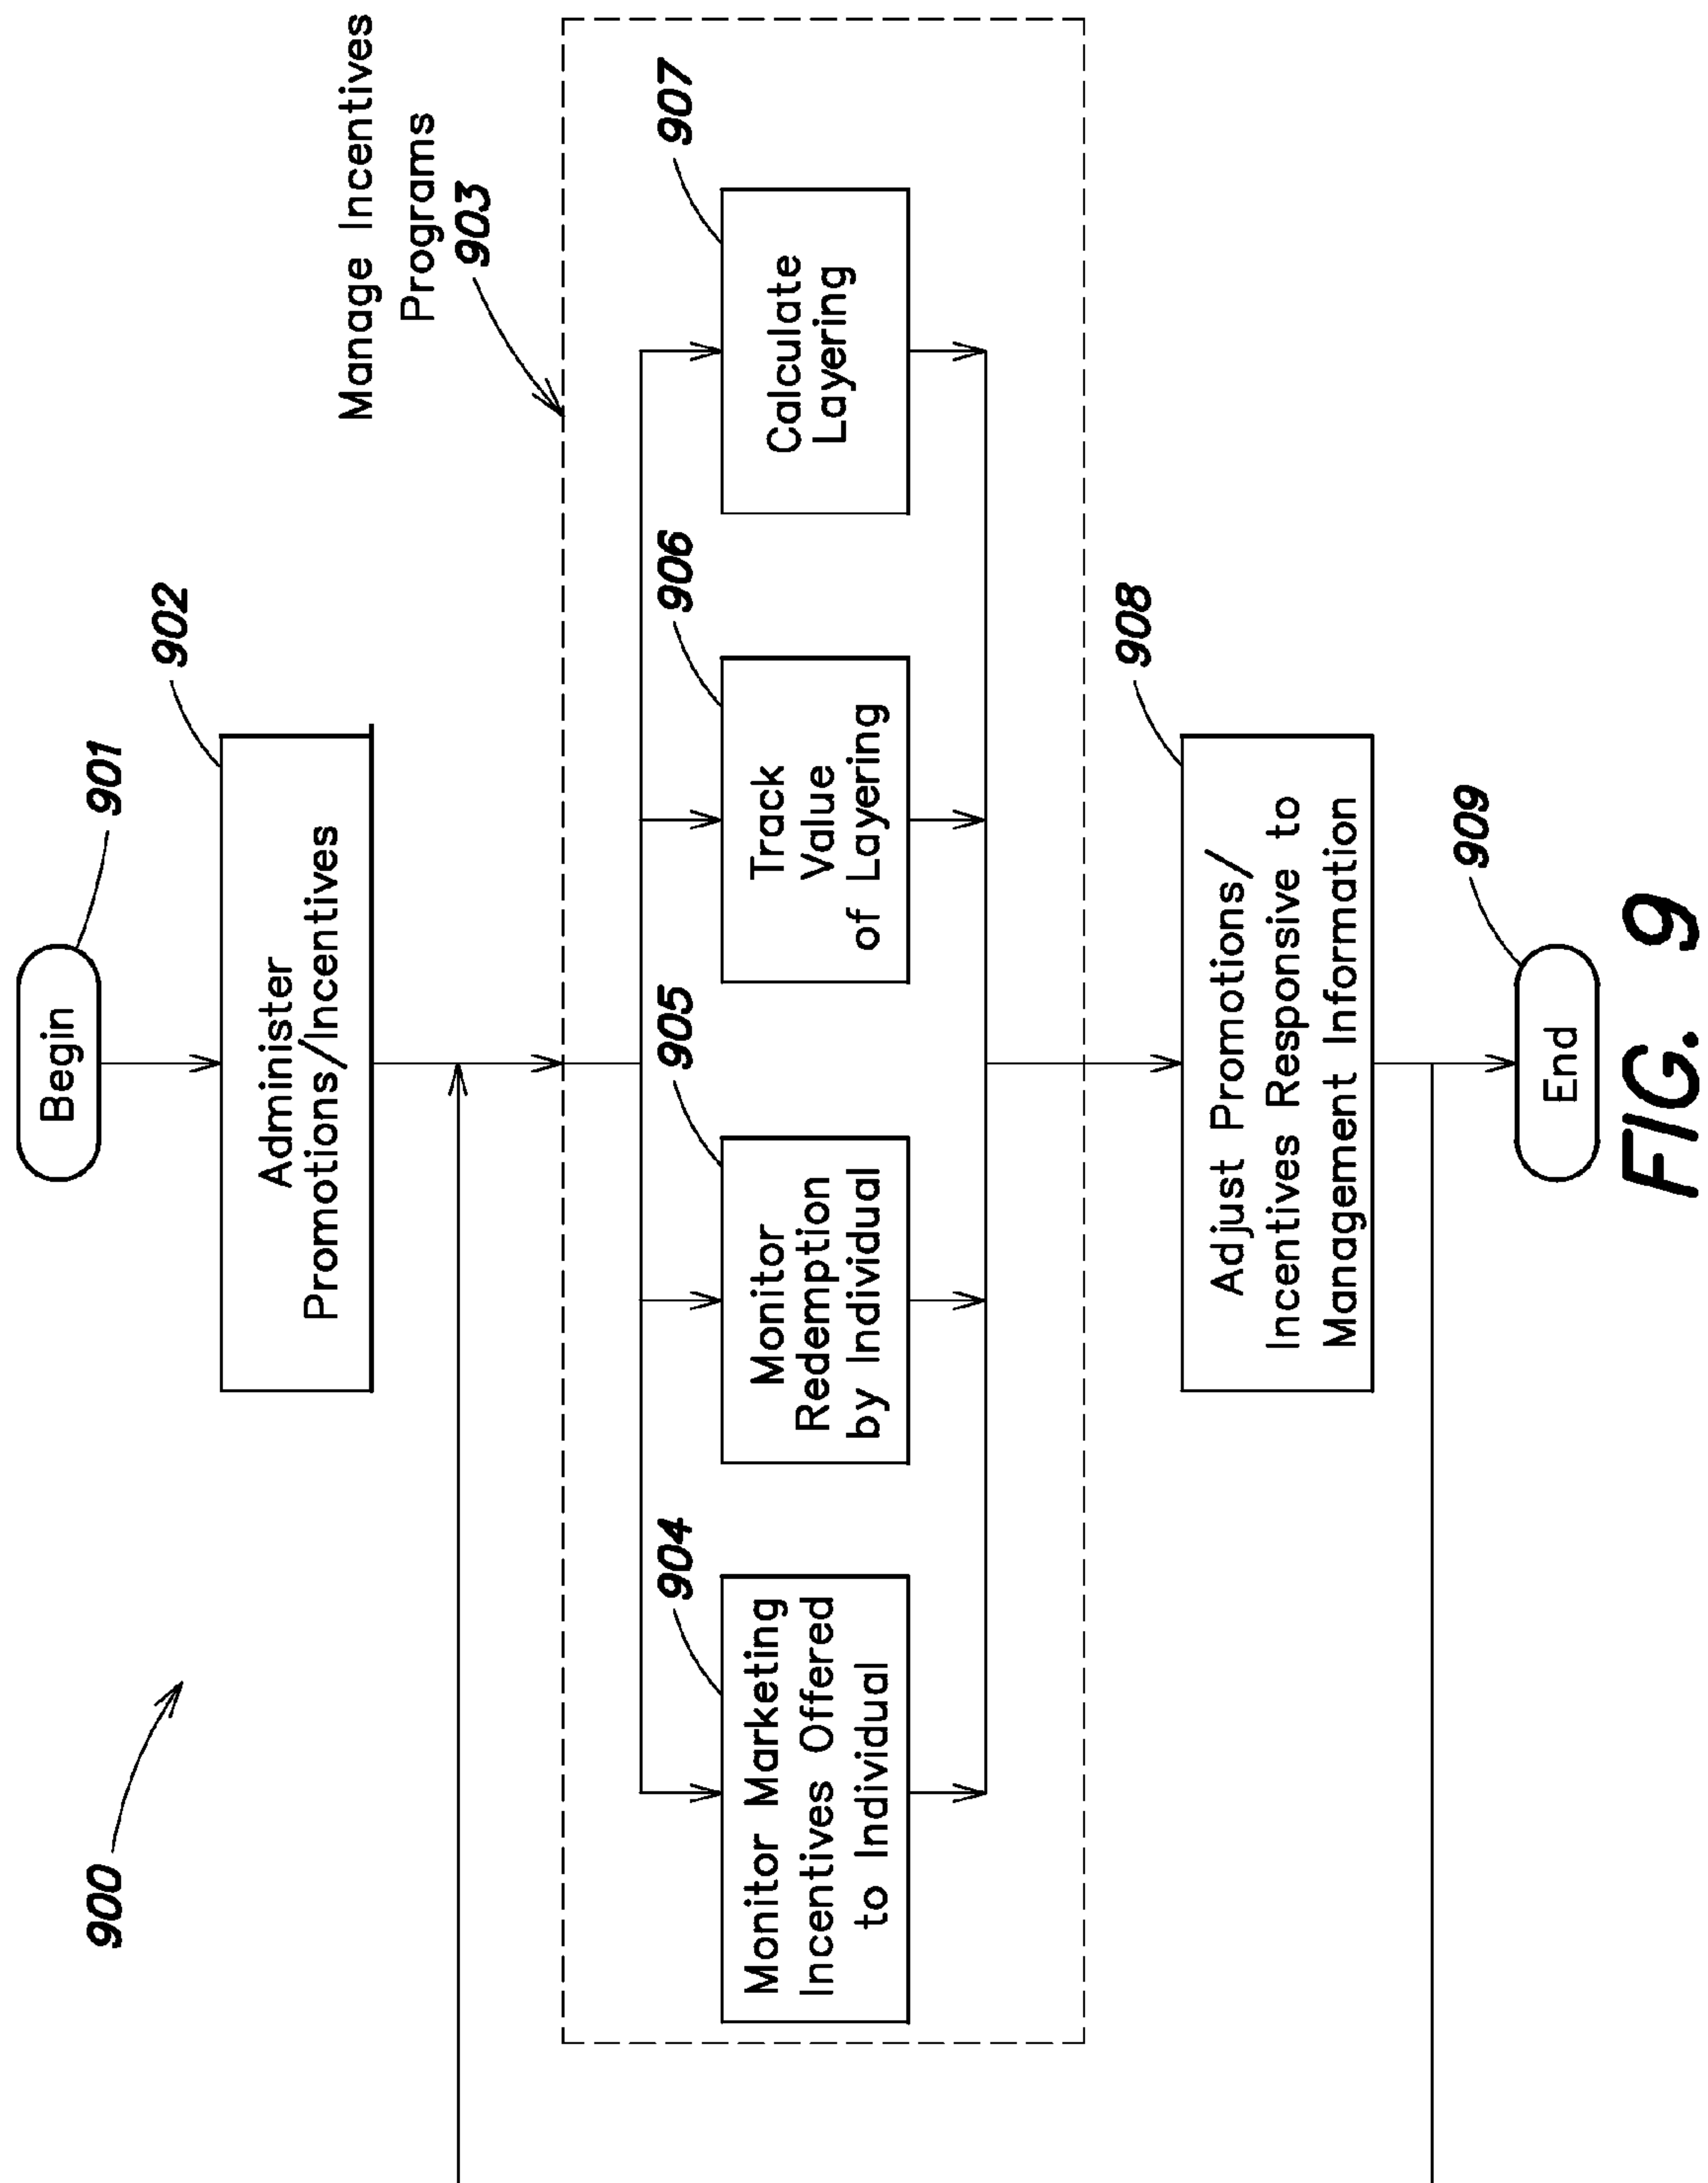 900
Begin
901
902
Administer
Promotions/Incentives
Manage Incentives
Programs
903
904
905
906
907
Monitor Marketing
Incentives Offered
to Individual
Monitor
Redemption
by Individual
Track
Value
of Layering
Calculate
Layering
908
Adjust Promotions/
Incentives Responsive to
Management Information
909
End
FIG. 9